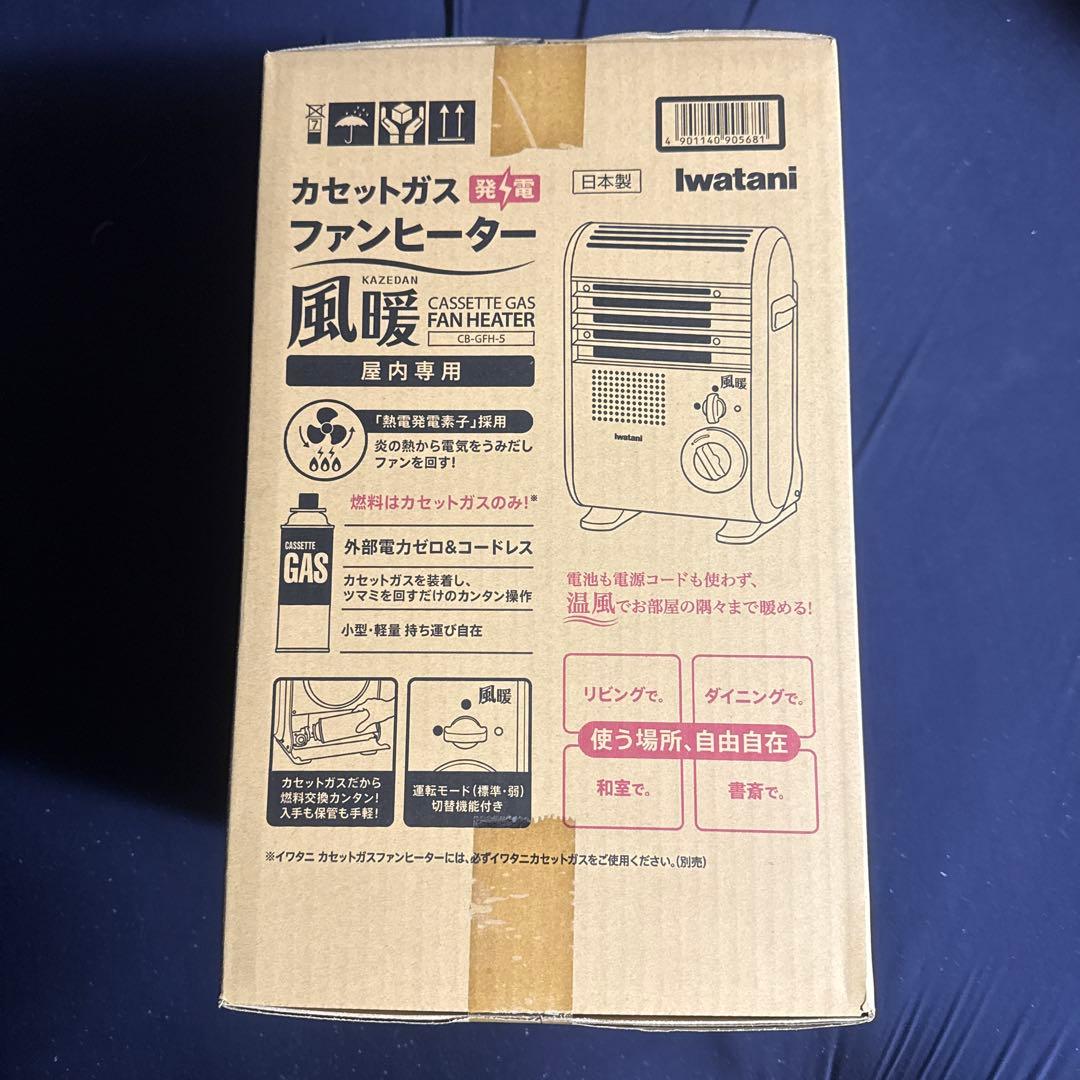 7
4 901140 905681
カセットガス 発電
日本製
Iwatani
ファンヒーター
KAZEDAN
風暖
CASSETTE GAS
FAN HEATER
CB-GFH-5
屋内専用
「熱電発電素子」採用
炎の熱から電気をうみだし
ファンを回す!
風暖
Iwatani
燃料はカセットガスのみ!※
CASSETTE
GAS
外部電力ゼロ&コードレス
カセットガスを装着し、
ツマミを回すだけのカンタン操作
小型・軽量 持ち運び自在
電池も電源コードも使わず、
温風でお部屋の隅々まで暖める!
カセットガスだから
燃料交換カンタン!
入手も保管も手軽!
風暖
運転モード(標準・弱)
切替機能付き
リビングで。
ダイニングで。
使う場所、自由自在
和室で。
書斎で。
※イワタニ カセットガスファンヒーターには、必ずイワタニカセットガスをご使用ください。(別売)